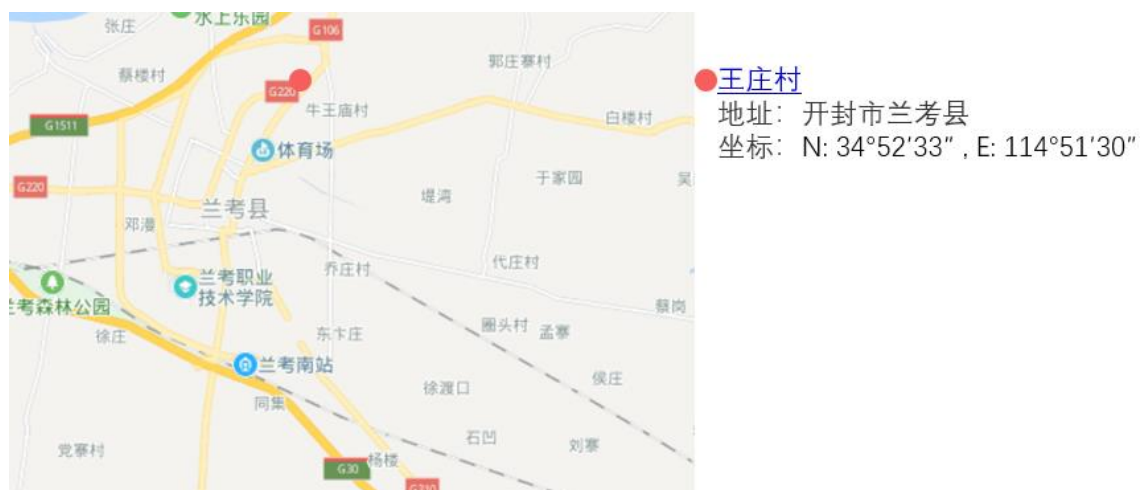 张庄
水上乐园
G106
蔡楼村
郭庄寨村
G220
牛王庙村
白楼村
G1511
体育场
G220
于家园
吴
堤湾
兰考县
邓漫
代庄村
乔庄村
兰考职业
技术学院
兰考森林公园
蔡岗
圈头村
孟寨
徐庄
东卞庄
兰考南站
徐渡口
侯庄
同集
石凹
刘寨
党寨村
杨楼
G30
王庄村
地址：开封市兰考县
坐标：N: 34°52′33″ , E: 114°51′30″